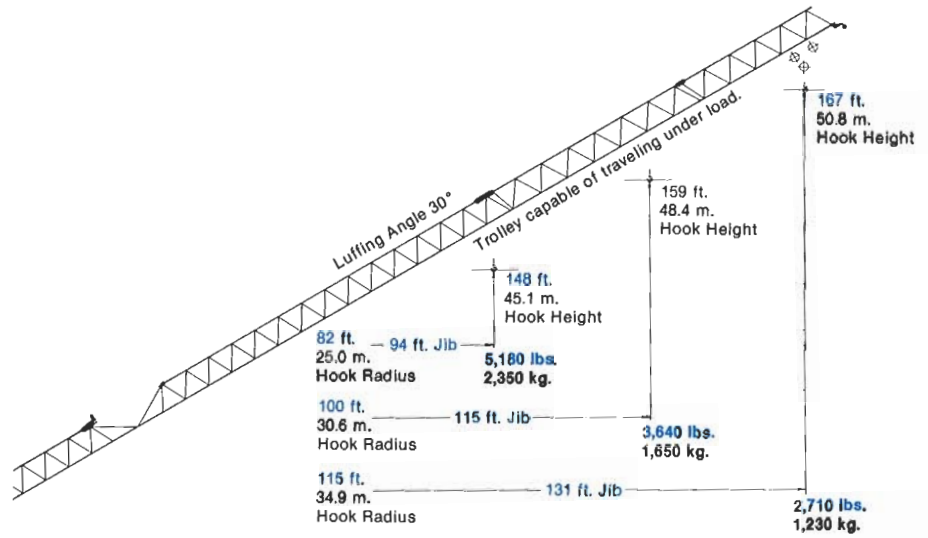 Luffing Angle 30°
Trolley capable of traveling under load.
167 ft.
50.8 m.
Hook Height
159 ft.
48.4 m.
Hook Height
148 ft.
45.1 m.
Hook Height
82 ft.
25.0 m.
Hook Radius
94 ft. Jib
5,180 lbs.
2,350 kg.
100 ft.
30.6 m.
Hook Radius
115 ft. Jib
3,640 lbs.
1,650 kg.
115 ft.
34.9 m.
Hook Radius
131 ft. Jib
2,710 lbs.
1,230 kg.